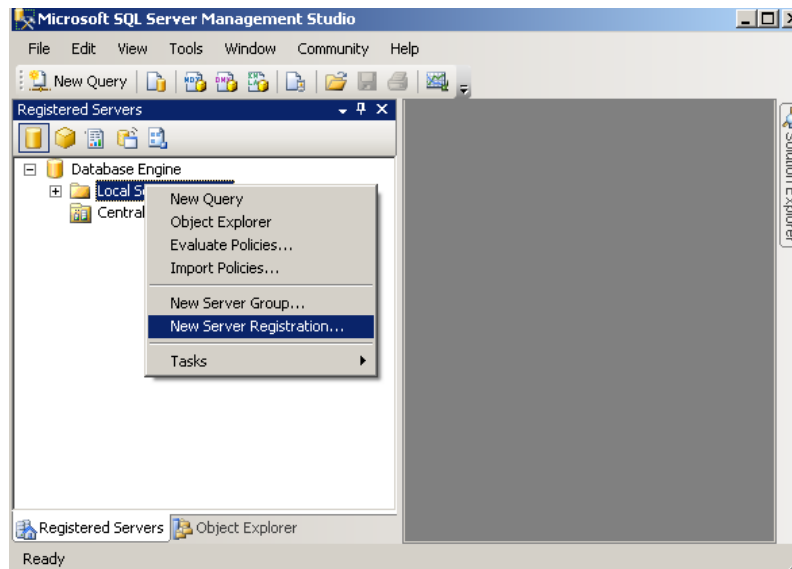 Microsoft SQL Server Management Studio
File Edit View Tools Window Community Help
New Query
Registered Servers
Database Engine
Local S
Central
New Query
Object Explorer
Evaluate Policies...
Import Policies...
New Server Group...
New Server Registration...
Tasks
Solution Explorer
Registered Servers Object Explorer
Ready